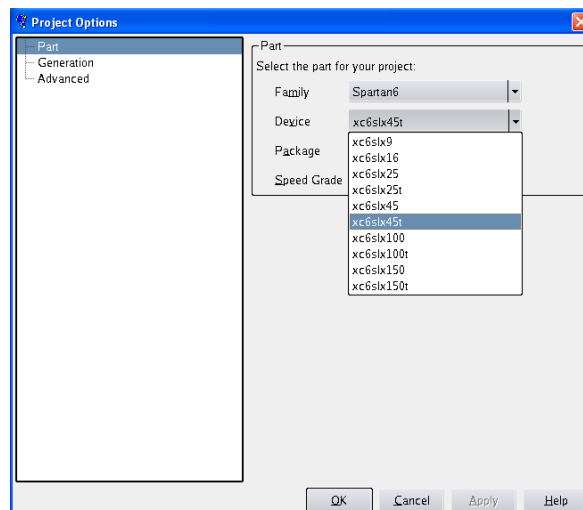 Project Options
Part
Generation
Advanced
Part
Select the part for your project:
Family Spartan6
Device xc6slx45t
Package
Speed Grade
xc6slx9
xc6slx16
xc6slx25
xc6slx25t
xc6slx45
xc6slx45t
xc6slx100
xc6slx100t
xc6slx150
xc6slx150t
OK Cancel Apply Help